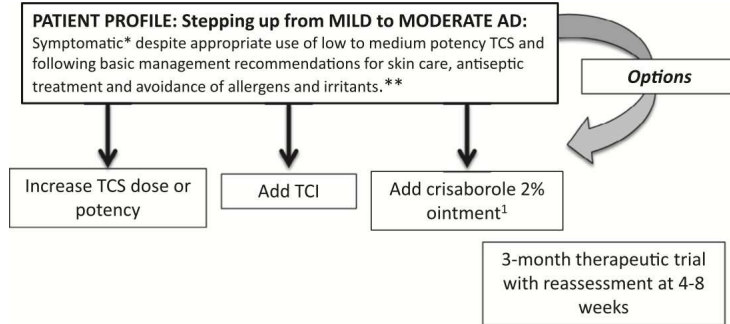 PATIENT PROFILE: Stepping up from MILD to MODERATE AD:
Symptomatic* despite appropriate use of low to medium potency TCS and
following basic management recommendations for skin care, antiseptic
treatment and avoidance of allergens and irritants.**
Options
Increase TCS dose or
potency
Add TCI
Add crisaborole 2%
ointment¹
3-month therapeutic trial
with reassessment at 4-8
weeks